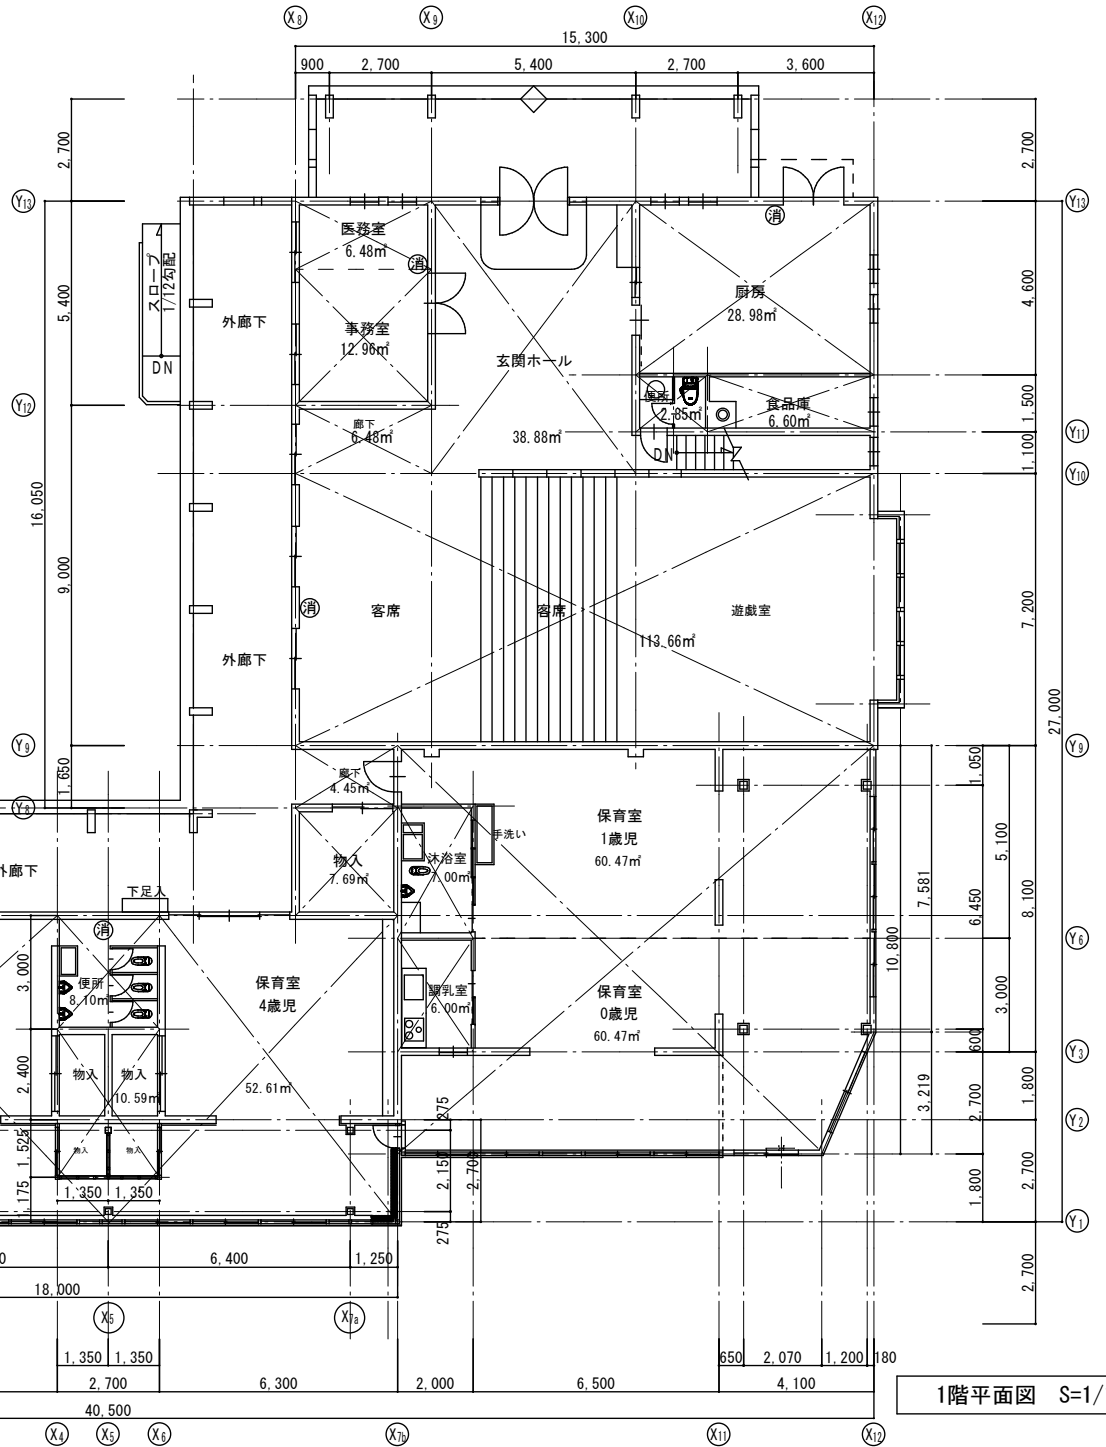 X8 X9 X10 X12
15,300
900 2,700 5,400 2,700 3,600
2,700
2,700
Y13
Y13
医務室
6.48㎡
消
消
スロープ
1/12勾配
DN
5,400
外廊下
事務室
12.96㎡
玄関ホール
厨房
28.98㎡
4,600
便所
2.85㎡
食品庫
6.60㎡
1,500
Y12
Y11
廊下
6.48㎡
38.88㎡
DN
1,100
Y10
16,050
9,000
消
客席
客席
遊戯室
113.66㎡
7,200
外廊下
27,000
Y9
Y9
1,650
廊下
4.45㎡
1,050
Y8
保育室
1歳児
60.47㎡
手洗い
物入
7.69㎡
沐浴室
7.00㎡
5,100
7,581
6,450
8,100
外廊下
下足入
消
Y6
10,800
3,000
便所
8.10㎡
保育室
4歳児
調乳室
6.00㎡
保育室
0歳児
60.47㎡
3,000
600
Y3
2,400
物入
物入
10.59㎡
52.61㎡
275
3,219
2,700
1,800
Y2
1,525
物入
物入
2,150
2,700
175
1,350 1,350
275
1,800
2,700
Y1
6,400 1,250
2,700
18,000
X5 X7a
1,350 1,350
650 2,070 1,200 180
2,700 6,300 2,000 6,500 4,100
1階平面図 S=1/
40,500
X4 X5 X6 X7b X11 X12